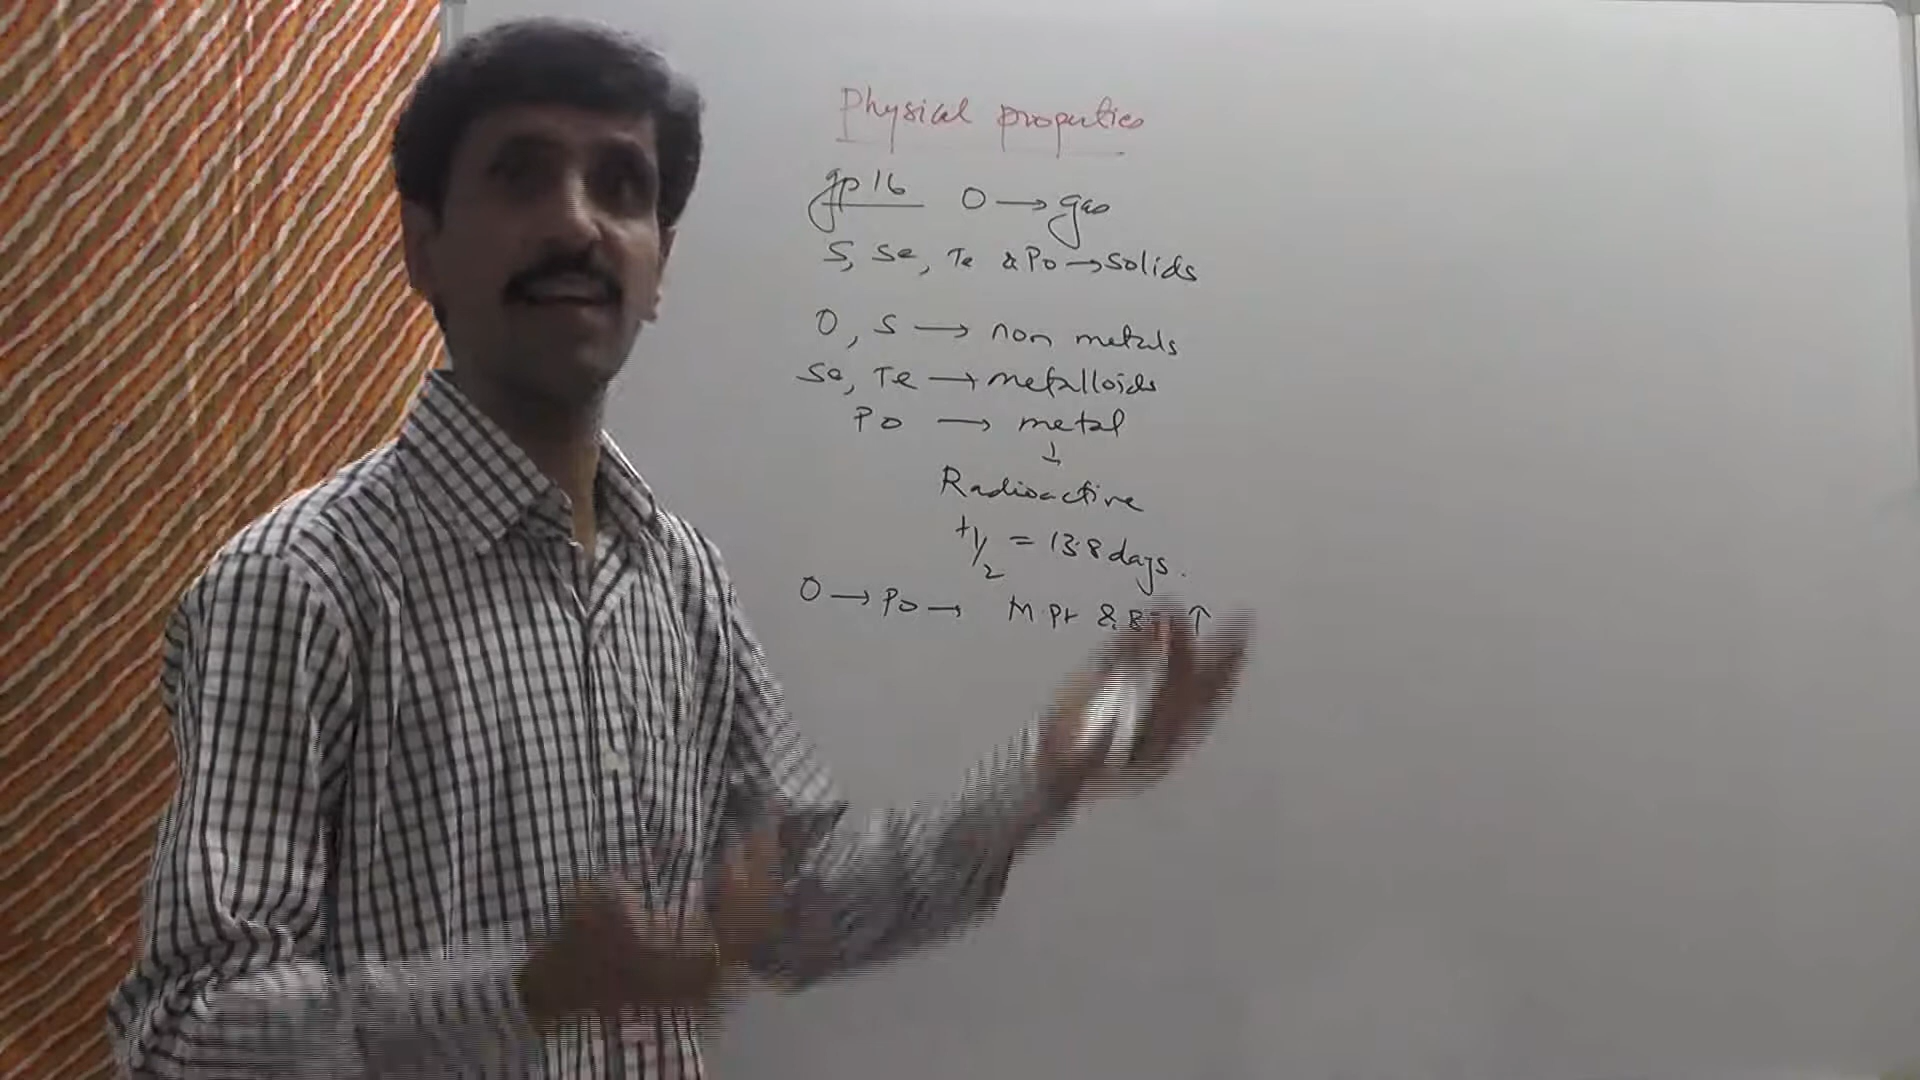 Physical properties
gp 16 O → gas
S, Se, Te & Po → solids
O, S → non metals
Se, Te → metalloids
Po → metal
↓
Radioactive
t1/2 = 13.8 days.
O → Po → M.Pt & ↑